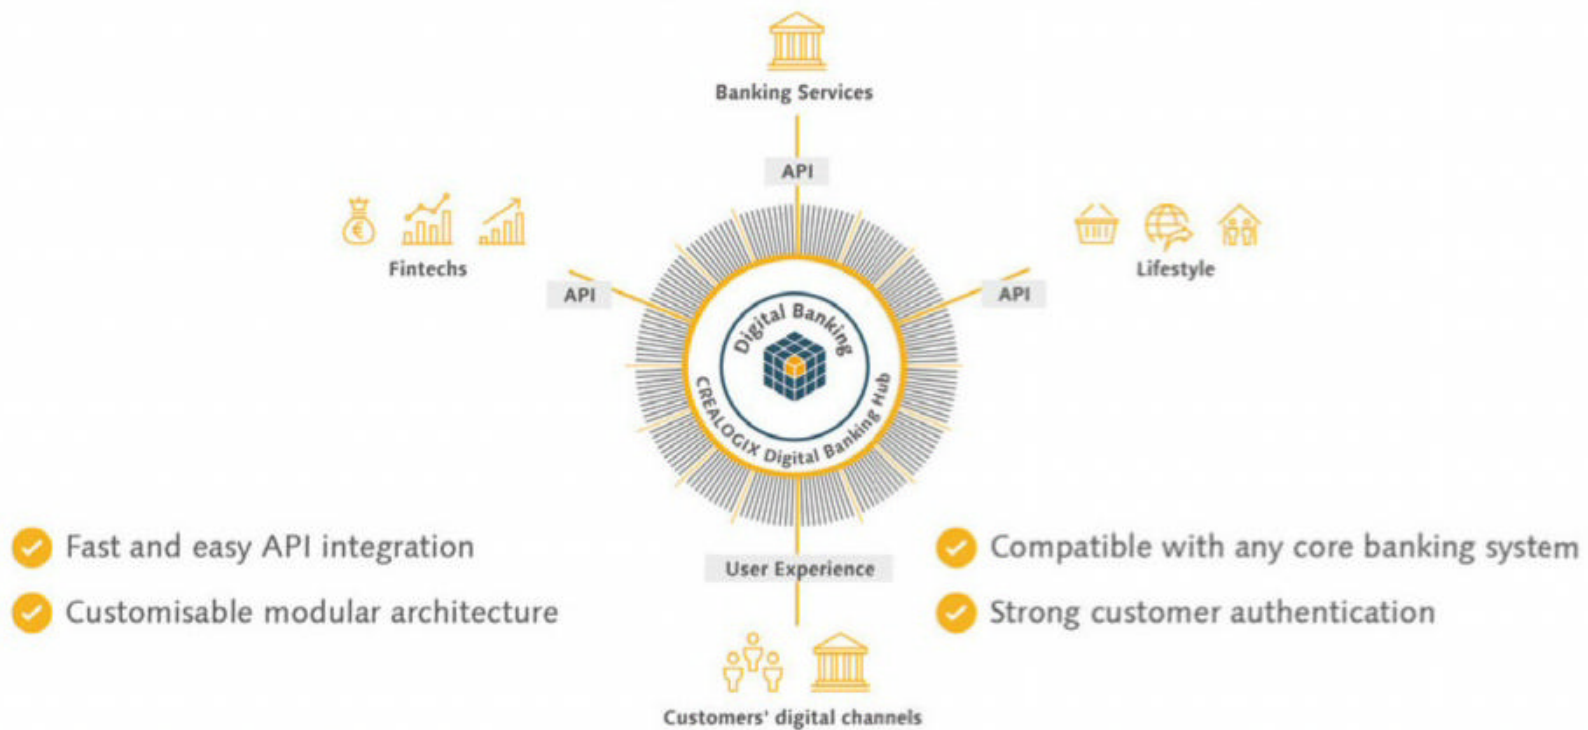 Banking Services
API
Fintechs
Lifestyle
API
API
Digital Banking
CREALOGIX Digital Banking Hub
Fast and easy API integration
Compatible with any core banking system
User Experience
Customisable modular architecture
Strong customer authentication
Customers' digital channels